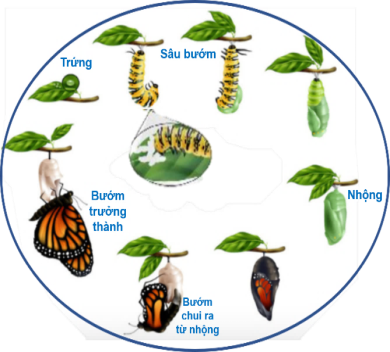 Trứng
Sâu bướm
Nhộng
Bướm
trưởng
thành
Bướm
chui ra
từ nhộng